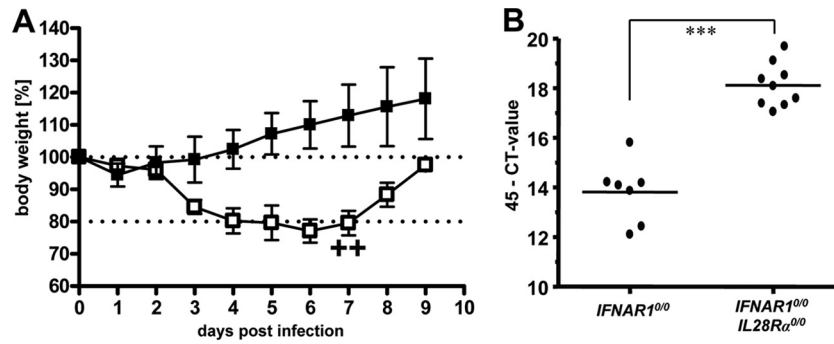 A
body weight [%]
140
130
120
110
100
90
80
70
60
++
0 1 2 3 4 5 6 7 8 9 10
days post infection
B
45 - CT-value
20
18
16
14
12
10
***
IFNAR1⁰/⁰
IFNAR1⁰/⁰
IL28Rα⁰/⁰